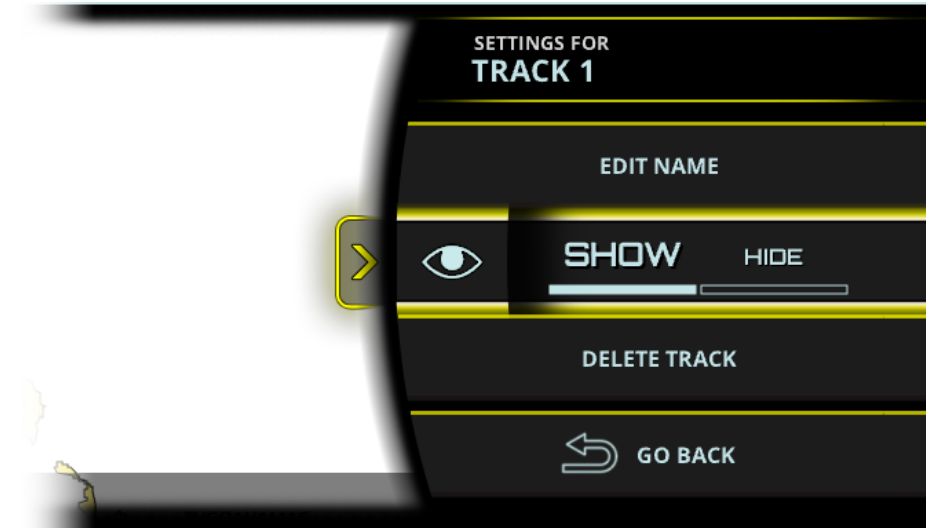 SETTINGS FOR
TRACK 1
EDIT NAME
SHOW HIDE
DELETE TRACK
GO BACK